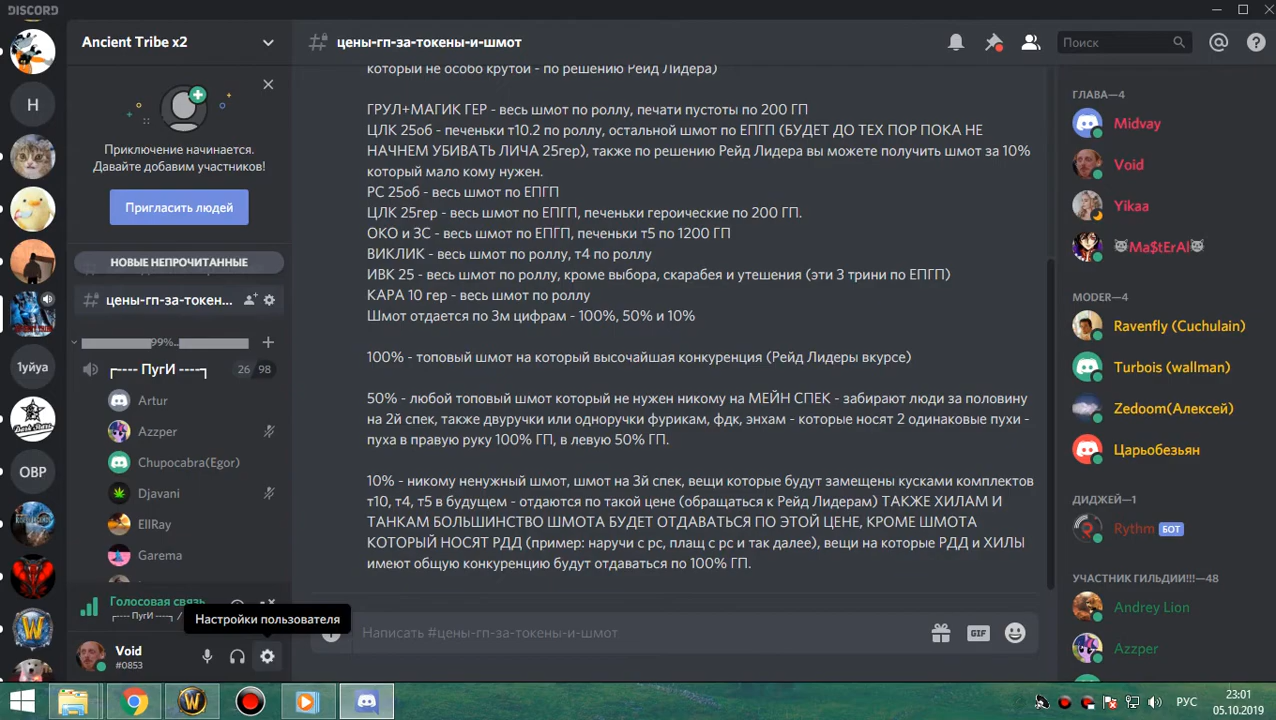 DISCORD
Ancient Tribe x2
цены-гп-за-токены-и-шмот
Поиск
H
1уйуа
ОВР
Приключение начинается.
Давайте добавим участников!
Пригласить людей
НОВЫЕ НЕПРОЧИТАННЫЕ
цены-гп-за-токен...
99%..
┏---- ПугИ ----┓
26 98
Artur
Azzper
Chupocabra(Egor)
Djavani
EllRay
Garema
Голосовая связь
┏---- ПугИ ----┓ /
Настройки пользователя
Void
#0853
который не особо крутой - по решению Рейд Лидера)
ГРУЛ+МАГИК ГЕР - весь шмот по роллу, печати пустоты по 200 ГП
ЦЛК 25об - печеньки т10.2 по роллу, остальной шмот по ЕПГП (БУДЕТ ДО ТЕХ ПОР ПОКА НЕ
НАЧНЕМ УБИВАТЬ ЛИЧА 25гер), также по решению Рейд Лидера вы можете получить шмот за 10%
который мало кому нужен.
РС 25об - весь шмот по ЕПГП
ЦЛК 25гер - весь шмот по ЕПГП, печеньки героические по 200 ГП.
ОКО и ЗС - весь шмот по ЕПГП, печеньки т5 по 1200 ГП
ВИКЛИК - весь шмот по роллу, т4 по роллу
ИВК 25 - весь шмот по роллу, кроме выбора, скарабея и утешения (эти 3 трини по ЕПГП)
КАРА 10 гер - весь шмот по роллу
Шмот отдается по 3м цифрам - 100%, 50% и 10%
100% - топовый шмот на который высочайшая конкуренция (Рейд Лидеры вкурсе)
50% - любой топовый шмот который не нужен никому на МЕЙН СПЕК - забирают люди за половину
на 2й спек, также двуручки или одноручки фурикам, фдк, энхам - которые носят 2 одинаковые пухи -
пуха в правую руку 100% ГП, в левую 50% ГП.
10% - никому ненужный шмот, шмот на 3й спек, вещи которые будут замещены кусками комплектов
т10, т4, т5 в будущем - отдаются по такой цене (обращаться к Рейд Лидерам) ТАКЖЕ ХИЛАМ И
ТАНКАМ БОЛЬШИНСТВО ШМОТА БУДЕТ ОТДАВАТЬСЯ ПО ЭТОЙ ЦЕНЕ, КРОМЕ ШМОТА
КОТОРЫЙ НОСЯТ РДД (пример: наручи с рс, плащ с рс и так далее), вещи на которые РДД и ХИЛЫ
имеют общую конкуренцию будут отдаваться по 100% ГП.
Написать #цены-гп-за-токены-и-шмот
GIF
ГЛАВА—4
Midvay
Void
Yikaa
Ma$tErAl
MODER—4
Ravenfly (Cuchulain)
Turbois (wallman)
Zedoom(Алексей)
Царьобезьян
ДИДЖЕЙ—1
Rythm БОТ
УЧАСТНИК ГИЛЬДИИ!!!—48
Andrey Lion
Azzper
РУС
23:01
05.10.2019